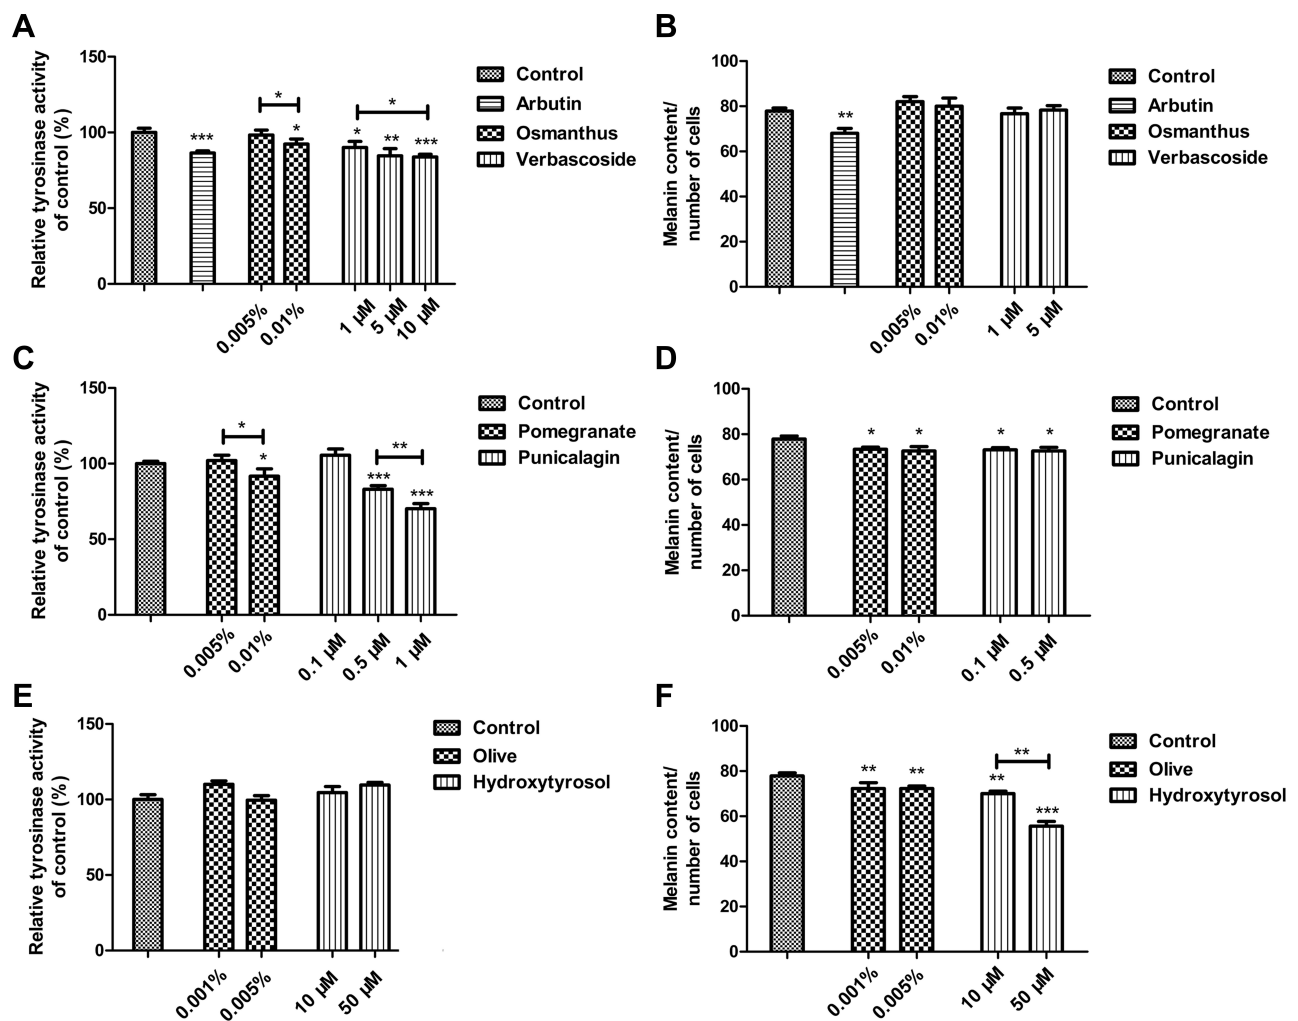 A
Relative tyrosinase activity
of control (%)
150
100
50
0
***
*
*
*
*
**
***
0.005%
0.01%
1 µM
5 µM
10 µM
Control
Arbutin
Osmanthus
Verbascoside
B
Melanin content/
number of cells
100
80
60
40
20
0
**
0.005%
0.01%
1 µM
5 µM
Control
Arbutin
Osmanthus
Verbascoside
C
Relative tyrosinase activity
of control (%)
150
100
50
0
*
*
**
***
***
0.005%
0.01%
0.1 µM
0.5 µM
1 µM
Control
Pomegranate
Punicalagin
D
Melanin content/
number of cells
100
80
60
40
20
0
*
*
*
*
0.005%
0.01%
0.1 µM
0.5 µM
Control
Pomegranate
Punicalagin
E
Relative tyrosinase activity
of control (%)
150
100
50
0
0.001%
0.005%
10 µM
50 µM
Control
Olive
Hydroxytyrosol
F
Melanin content/
number of cells
100
80
60
40
20
0
**
**
**
**
***
0.001%
0.005%
10 µM
50 µM
Control
Olive
Hydroxytyrosol